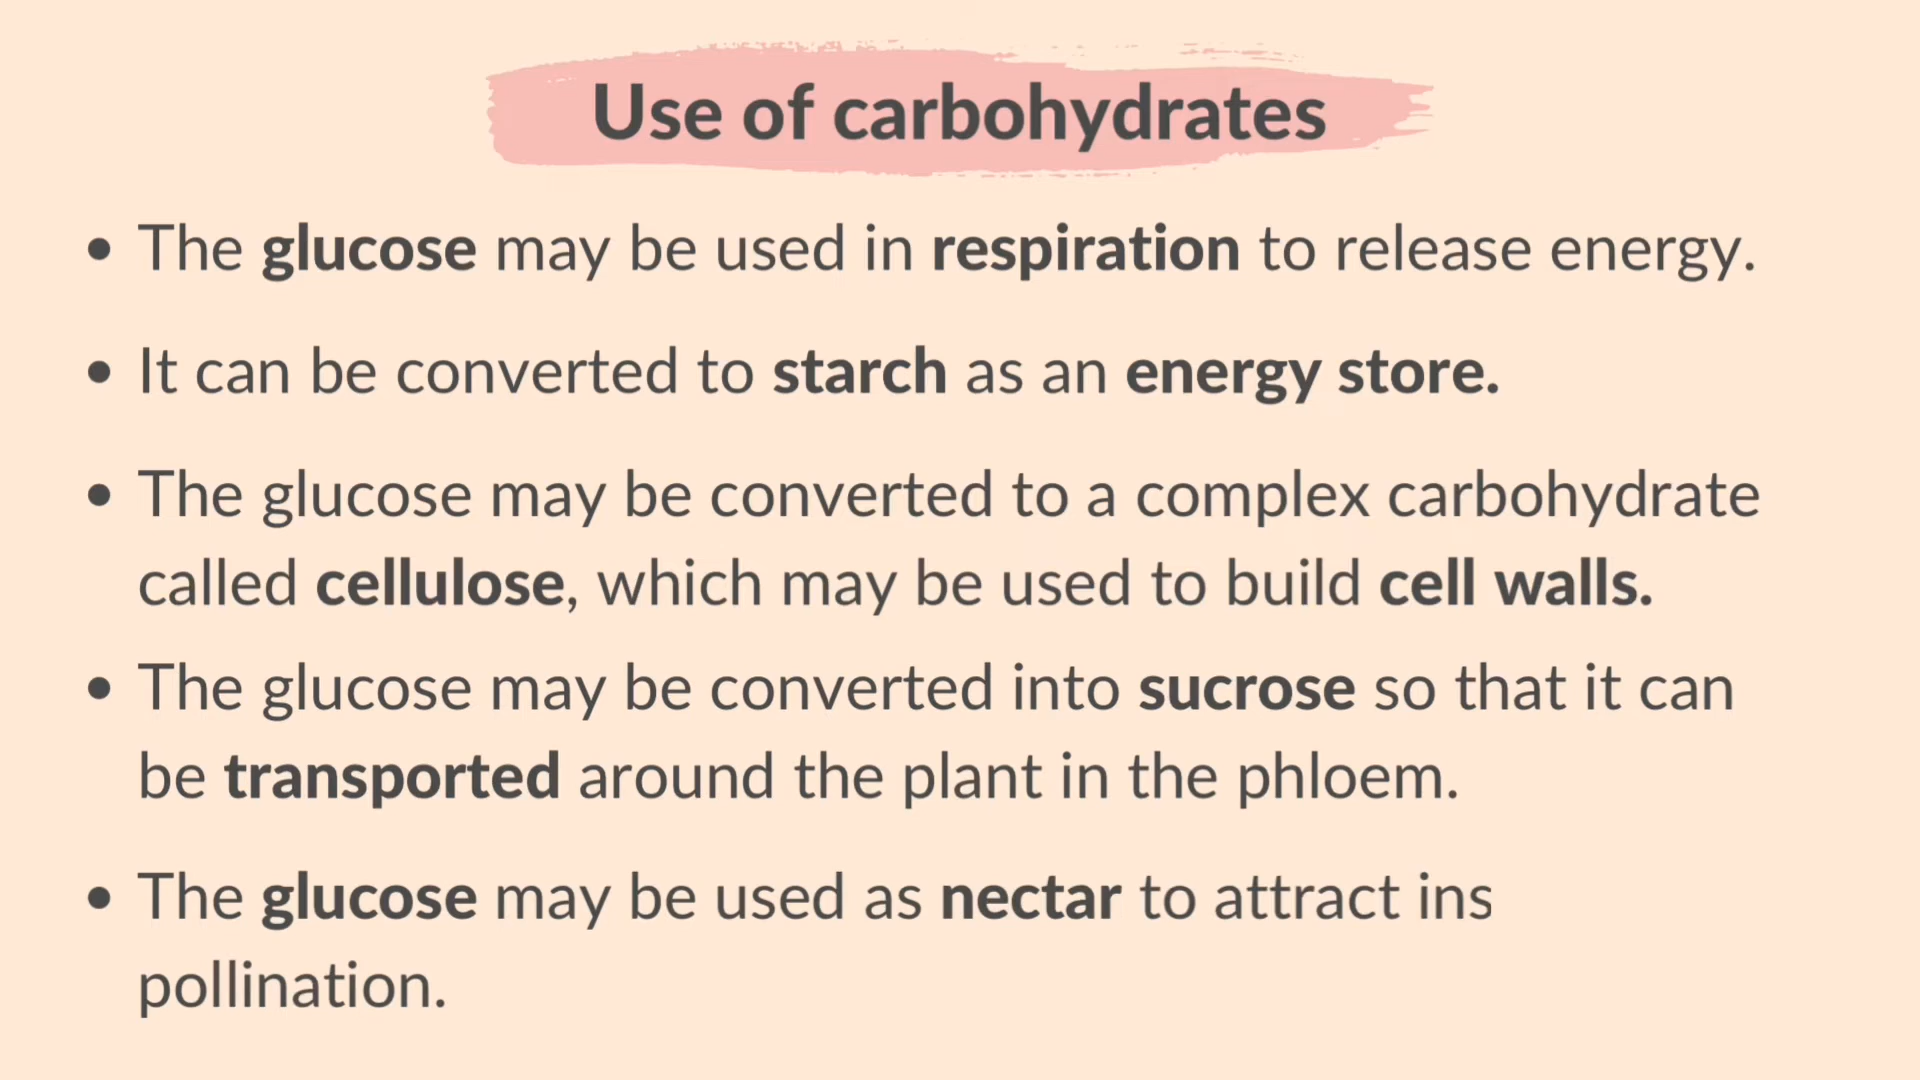 Use of carbohydrates
• The glucose may be used in respiration to release energy.
• It can be converted to starch as an energy store.
• The glucose may be converted to a complex carbohydrate
called cellulose, which may be used to build cell walls.
• The glucose may be converted into sucrose so that it can
be transported around the plant in the phloem.
• The glucose may be used as nectar to attract ins
pollination.